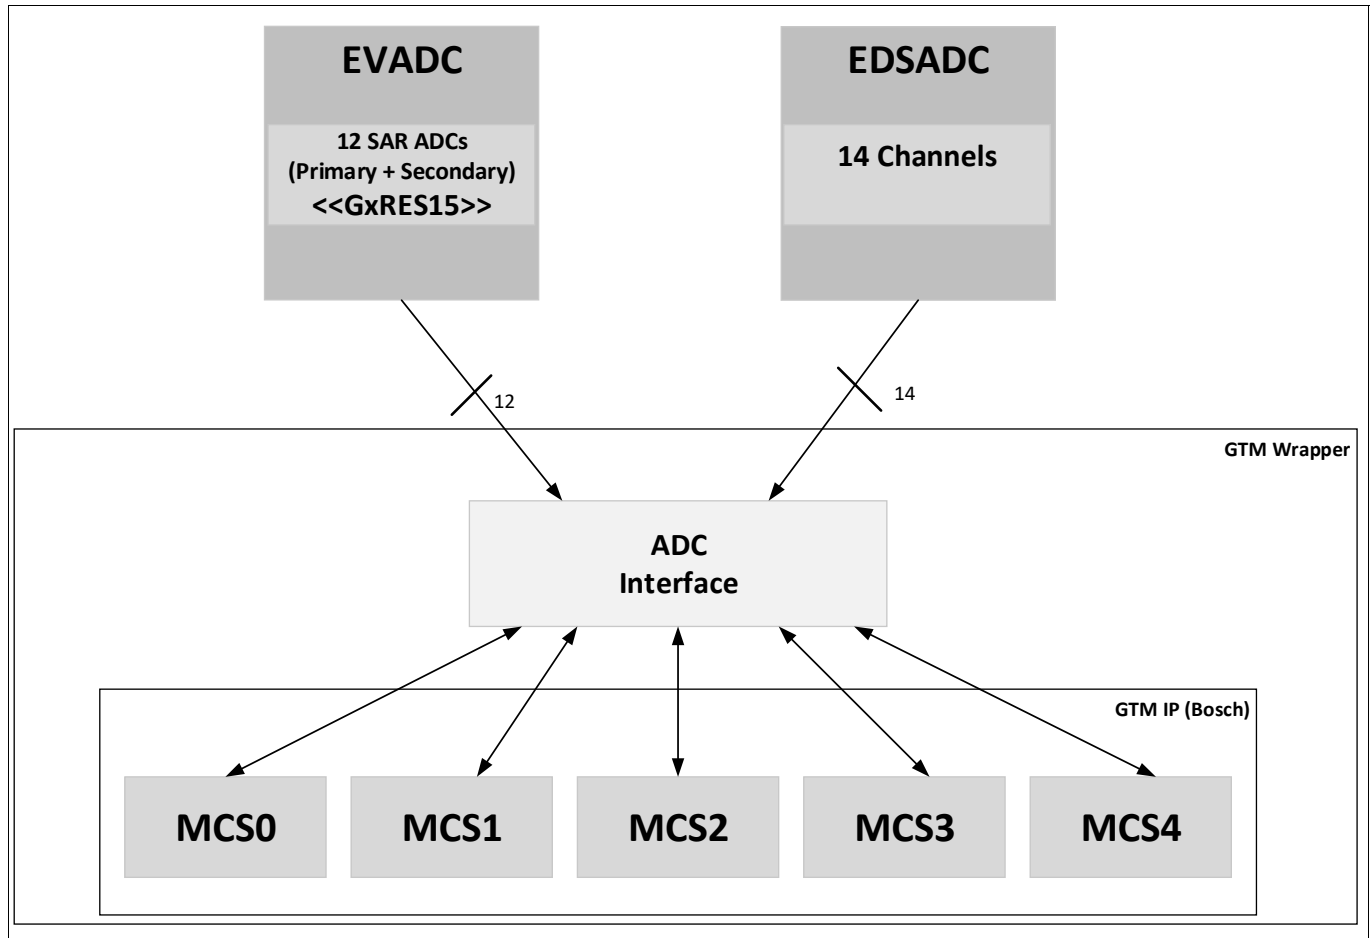 EVADC
12 SAR ADCs
(Primary + Secondary)
<<GxRES15>>
EDSADC
14 Channels
12
14
GTM Wrapper
ADC
Interface
GTM IP (Bosch)
MCS0
MCS1
MCS2
MCS3
MCS4